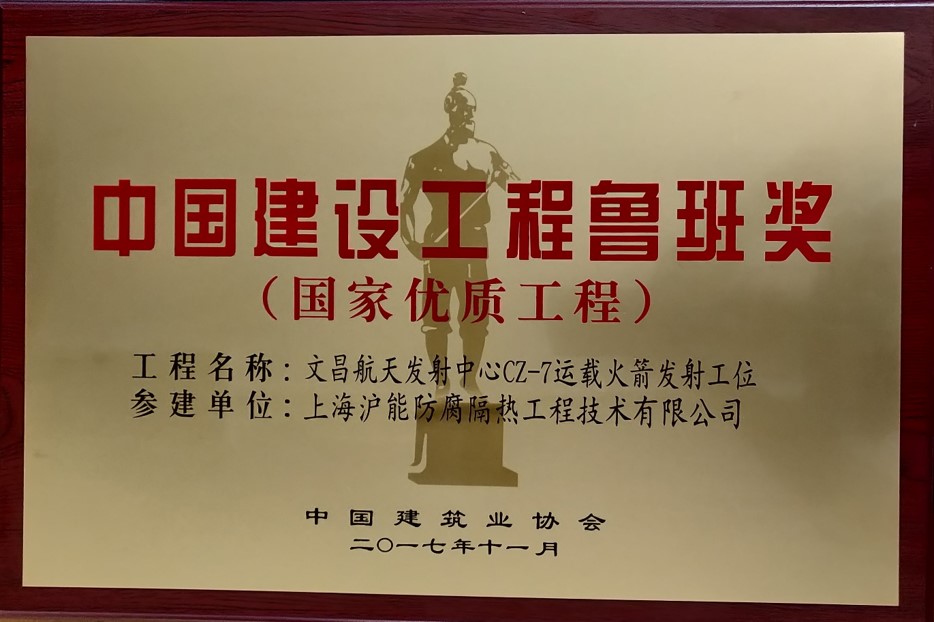 中国建设工程鲁班奖
（国家优质工程）
工程名称：文昌航天发射中心CZ-7运载火箭发射工位
参建单位：上海沪能防腐隔热工程技术有限公司
中国建筑业协会
二〇一七年十一月